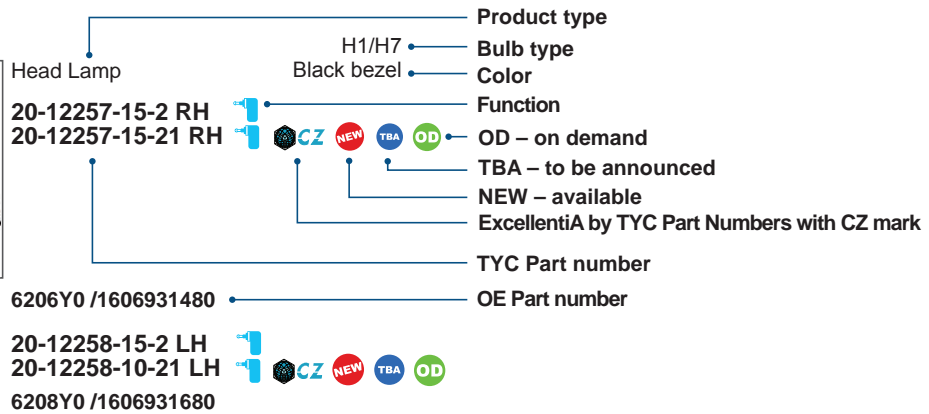 Product type
H1/H7 Bulb type
Head Lamp Black bezel Color
20-12257-15-2 RH Function
20-12257-15-21 RH CZ NEW TBA OD OD – on demand
TBA – to be announced
NEW – available
ExcellentiA by TYC Part Numbers with CZ mark
TYC Part number
6206Y0 /1606931480 OE Part number
20-12258-15-2 LH
20-12258-10-21 LH CZ NEW TBA OD
6208Y0 /1606931680